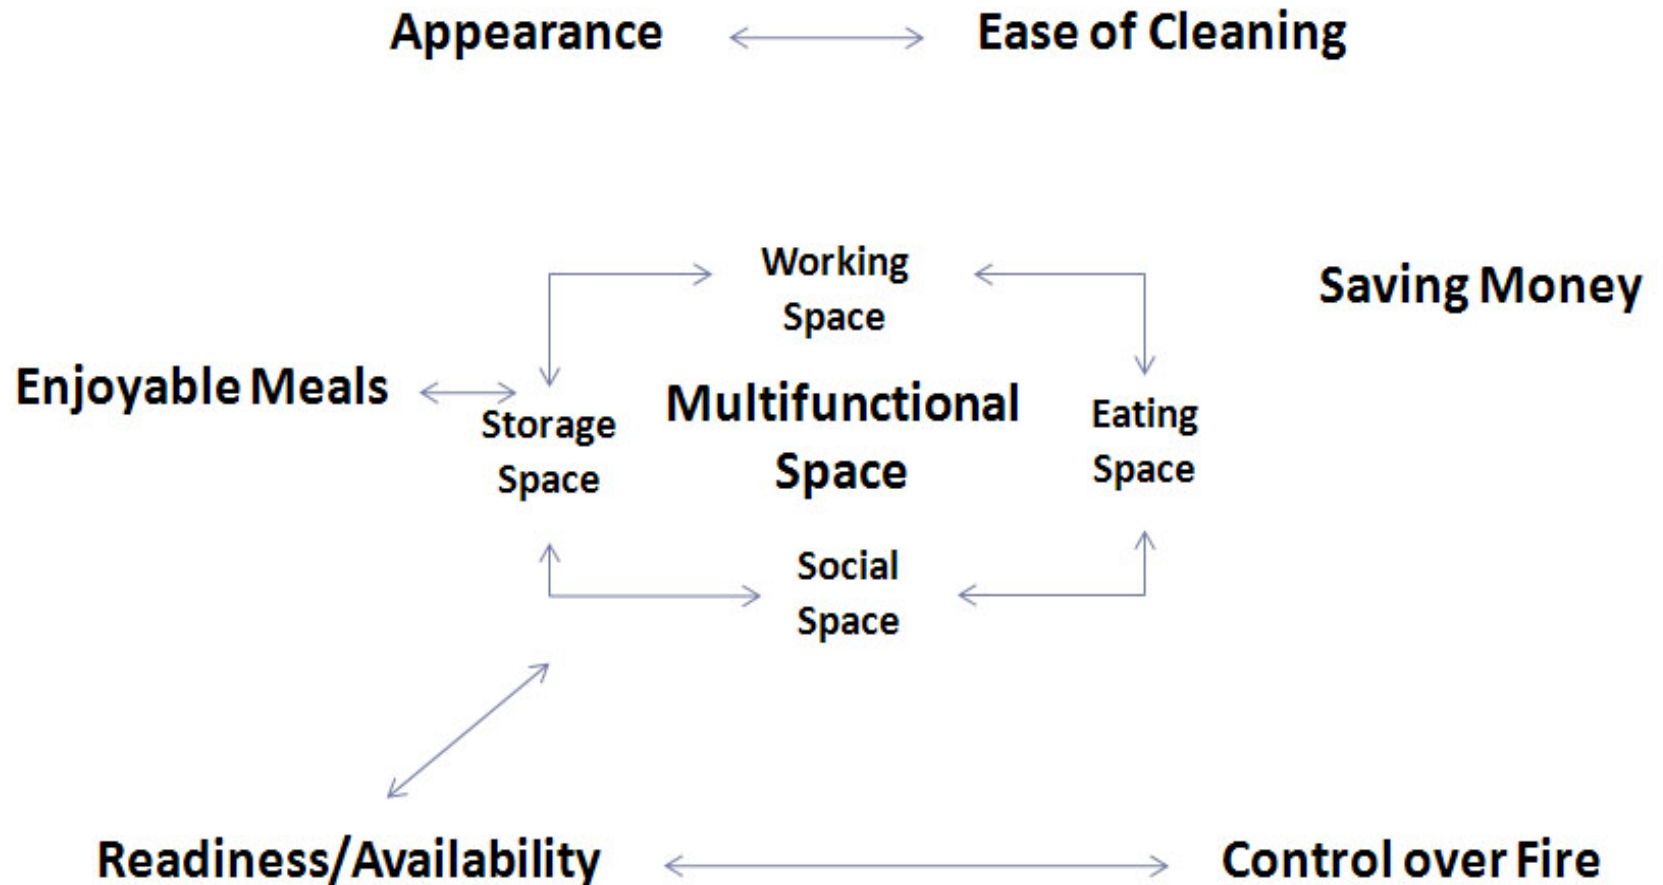 Appearance
Ease of Cleaning
Working
Space
Saving Money
Enjoyable Meals
Storage
Space
Multifunctional
Space
Eating
Space
Social
Space
Readiness/Availability
Control over Fire